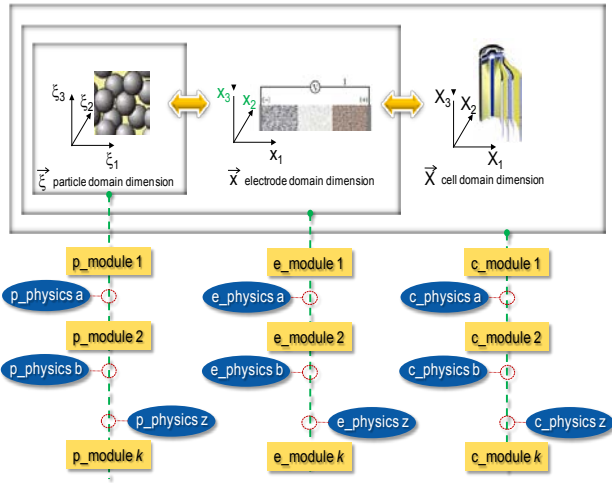 ξ3
ξ2
ξ1
ξ particle domain dimension
x3
x2
x1
V
I
(-)
(+)
x electrode domain dimension
X3
X2
X1
X cell domain dimension
p_module 1
e_module 1
c_module 1
p_physics a
e_physics a
c_physics a
p_module 2
e_module 2
c_module 2
p_physics b
e_physics b
c_physics b
p_physics z
e_physics z
c_physics z
p_module k
e_module k
c_module k